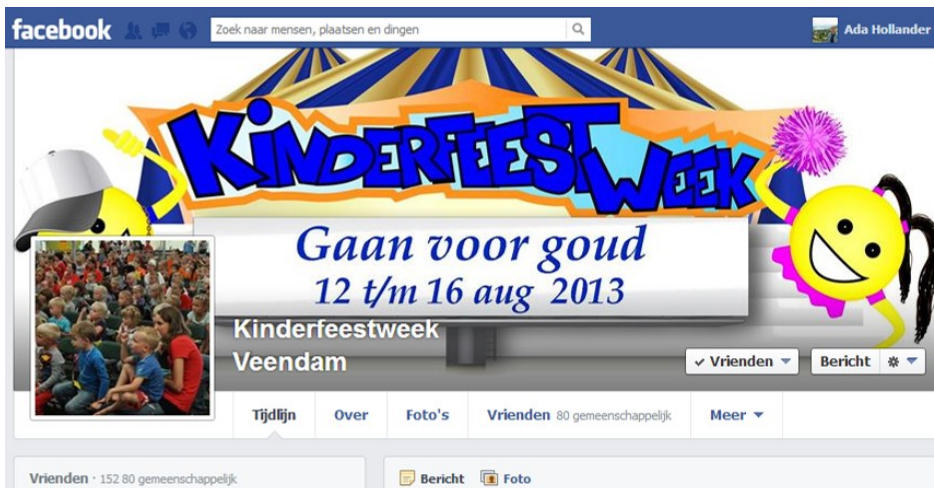 facebook Zoek naar mensen, plaatsen en dingen Ada Hollander
KINDERFEESTWEEK
Gaan voor goud
12 t/m 16 aug 2013
Kinderfeestweek
Veendam
Vrienden Bericht
Tijdlijn Over Foto's Vrienden 80 gemeenschappelijk Meer
Vrienden · 152 80 gemeenschappelijk Bericht Foto